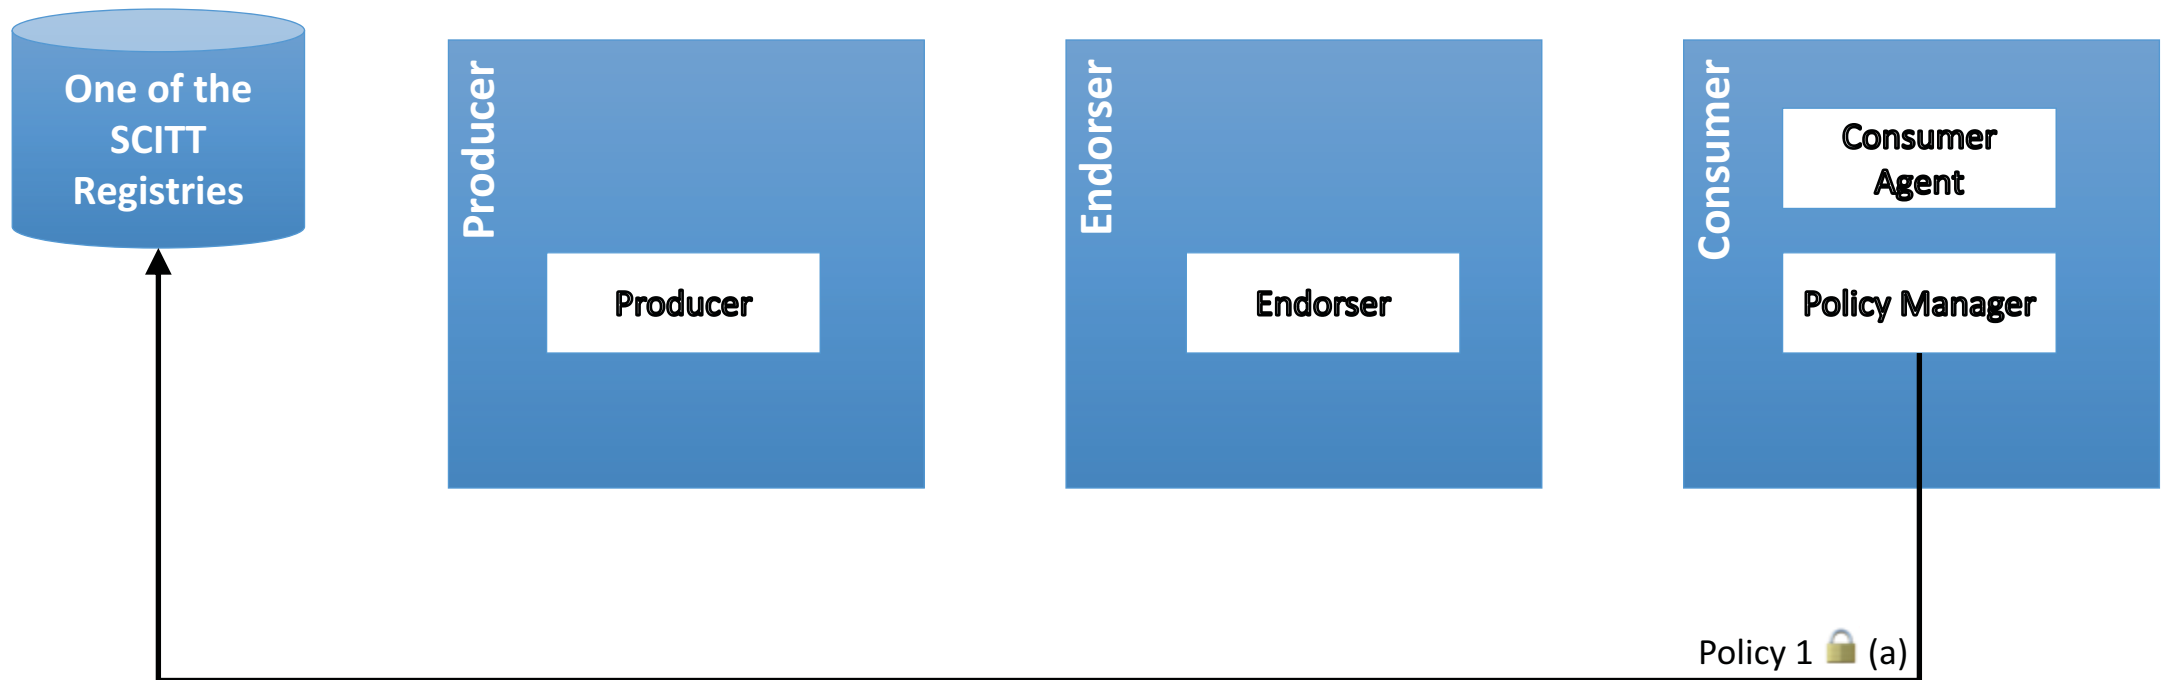 One of the
SCITT
Registries
Producer
Producer
Endorser
Endorser
Consumer
Consumer
Agent
Policy Manager
Policy 1 🔒 (a)